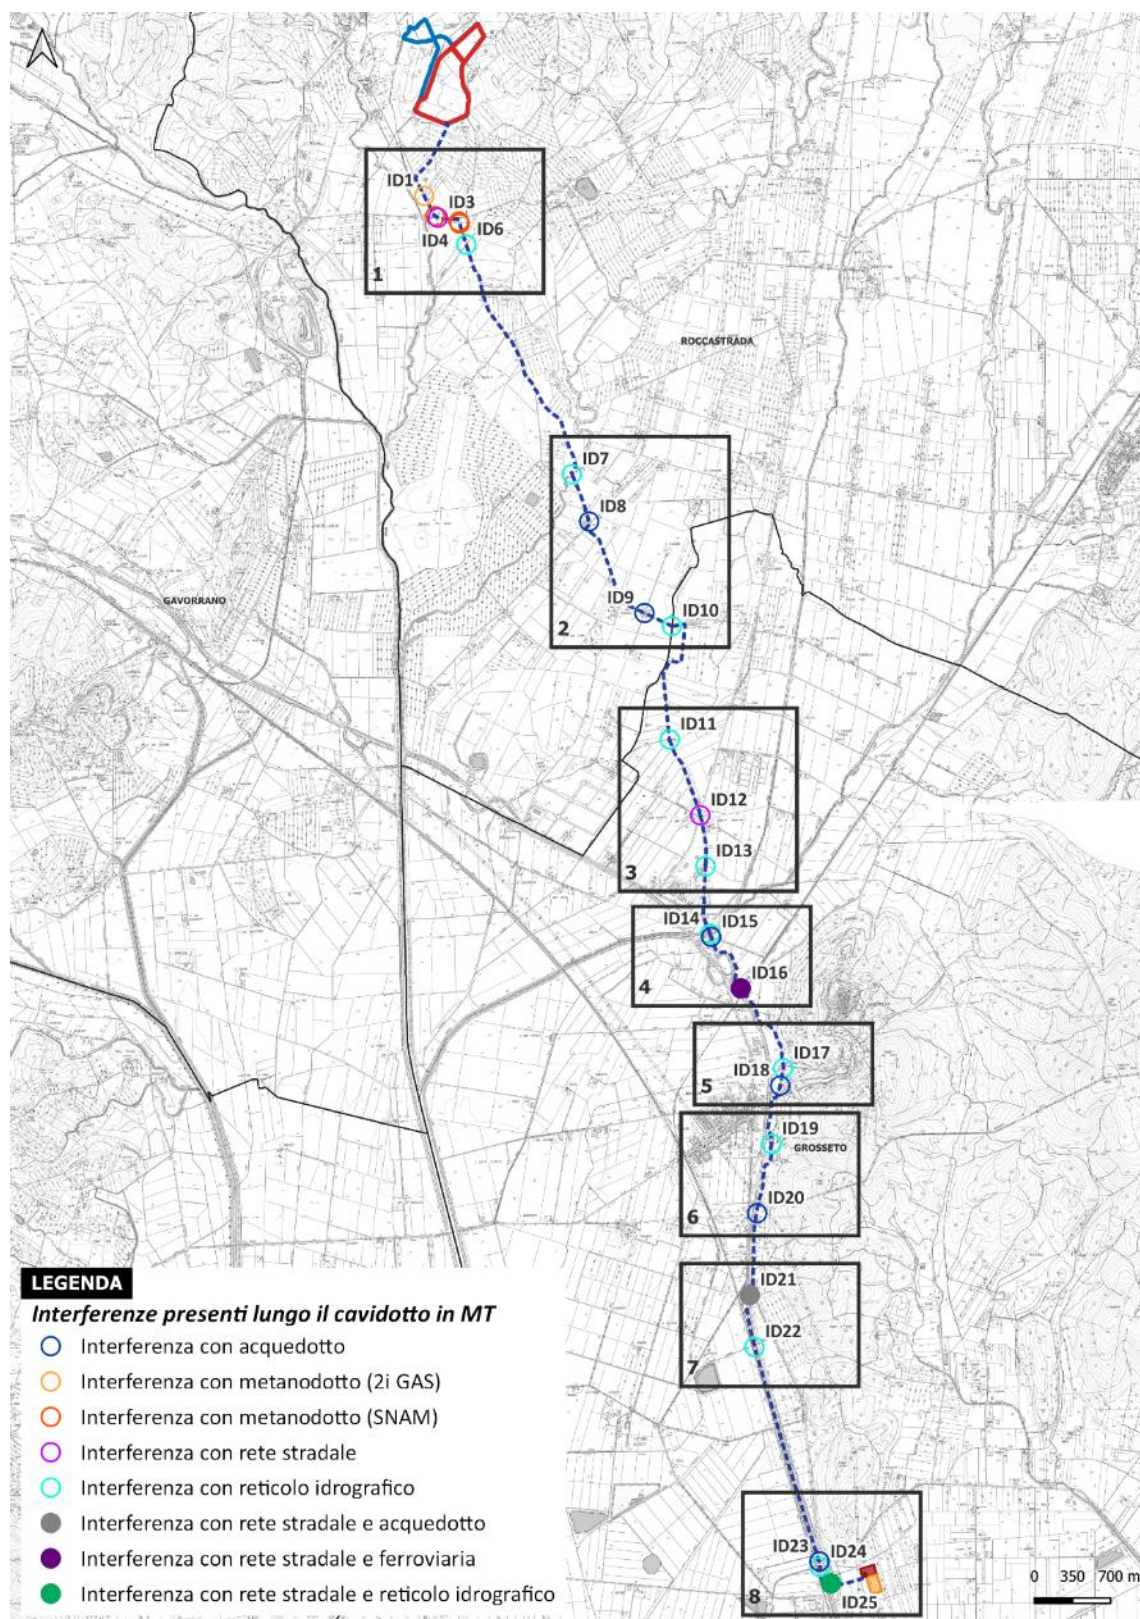 ID1
ID3
ID4
ID6
1
ROCCASTRADA
ID7
ID8
GAVORRANO
ID9
ID10
2
ID11
ID12
ID13
3
ID14
ID15
ID16
4
ID17
ID18
5
ID19
GROSSETO
ID20
6
ID21
ID22
7
LEGENDA
Interferenze presenti lungo il cavidotto in MT
Interferenza con acquedotto
Interferenza con metanodotto (2i GAS)
Interferenza con metanodotto (SNAM)
Interferenza con rete stradale
Interferenza con reticolo idrografico
Interferenza con rete stradale e acquedotto
Interferenza con rete stradale e ferroviaria
Interferenza con rete stradale e reticolo idrografico
ID23
ID24
ID25
8
0 350 700 m